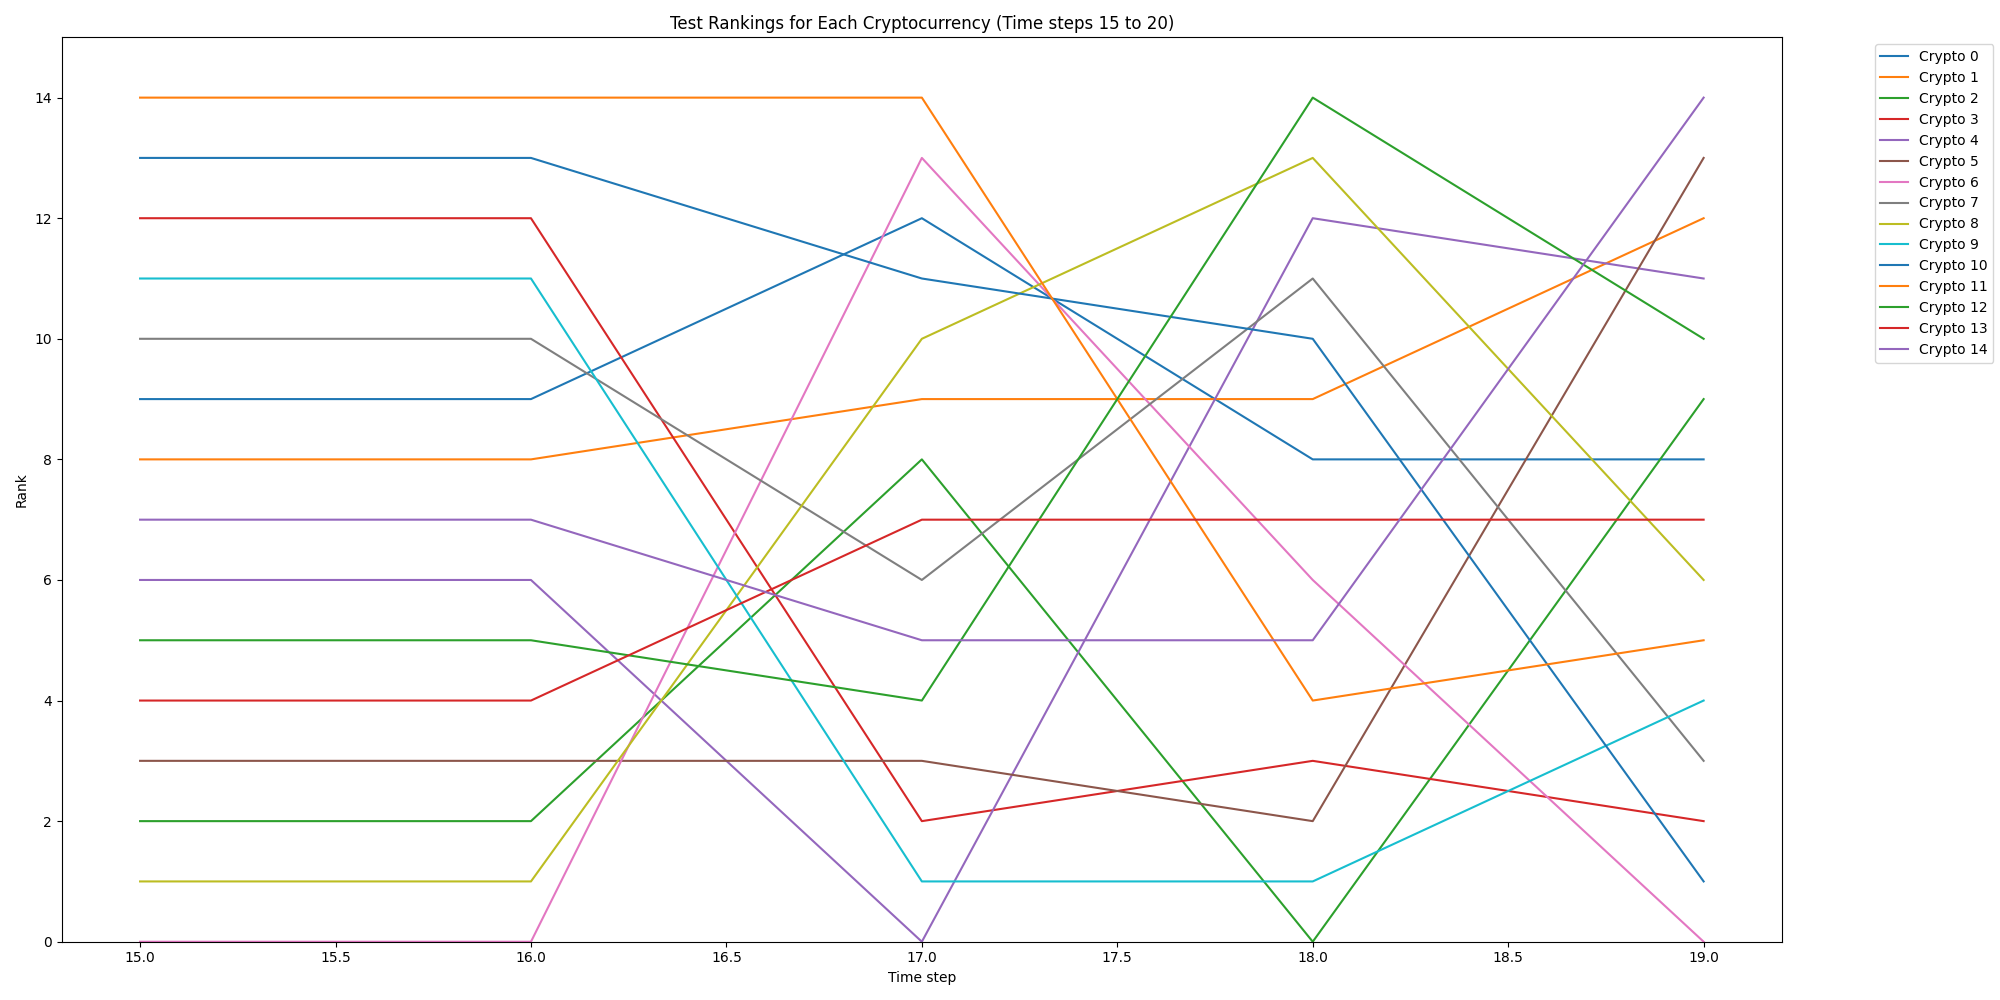 Test Rankings for Each Cryptocurrency (Time steps 15 to 20)
Crypto 0
Crypto 1
Crypto 2
Crypto 3
Crypto 4
Crypto 5
Crypto 6
Crypto 7
Crypto 8
Crypto 9
Crypto 10
Crypto 11
Crypto 12
Crypto 13
Crypto 14
Rank
14
12
10
8
6
4
2
0
15.0 15.5 16.0 16.5 17.0 17.5 18.0 18.5 19.0
Time step